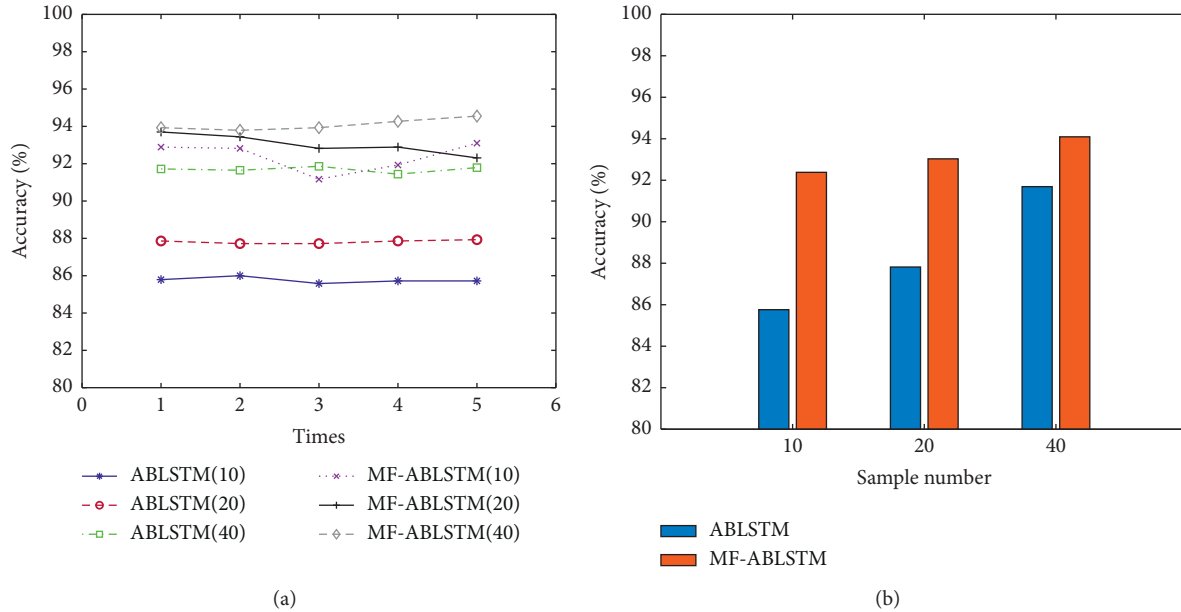 100
98
96
94
92
90
88
86
84
82
80
Accuracy (%)
0 1 2 3 4 5 6
Times
ABLSTM(10)
ABLSTM(20)
ABLSTM(40)
MF-ABLSTM(10)
MF-ABLSTM(20)
MF-ABLSTM(40)
(a)
100
98
96
94
92
90
88
86
84
82
80
Accuracy (%)
10 20 40
Sample number
ABLSTM
MF-ABLSTM
(b)